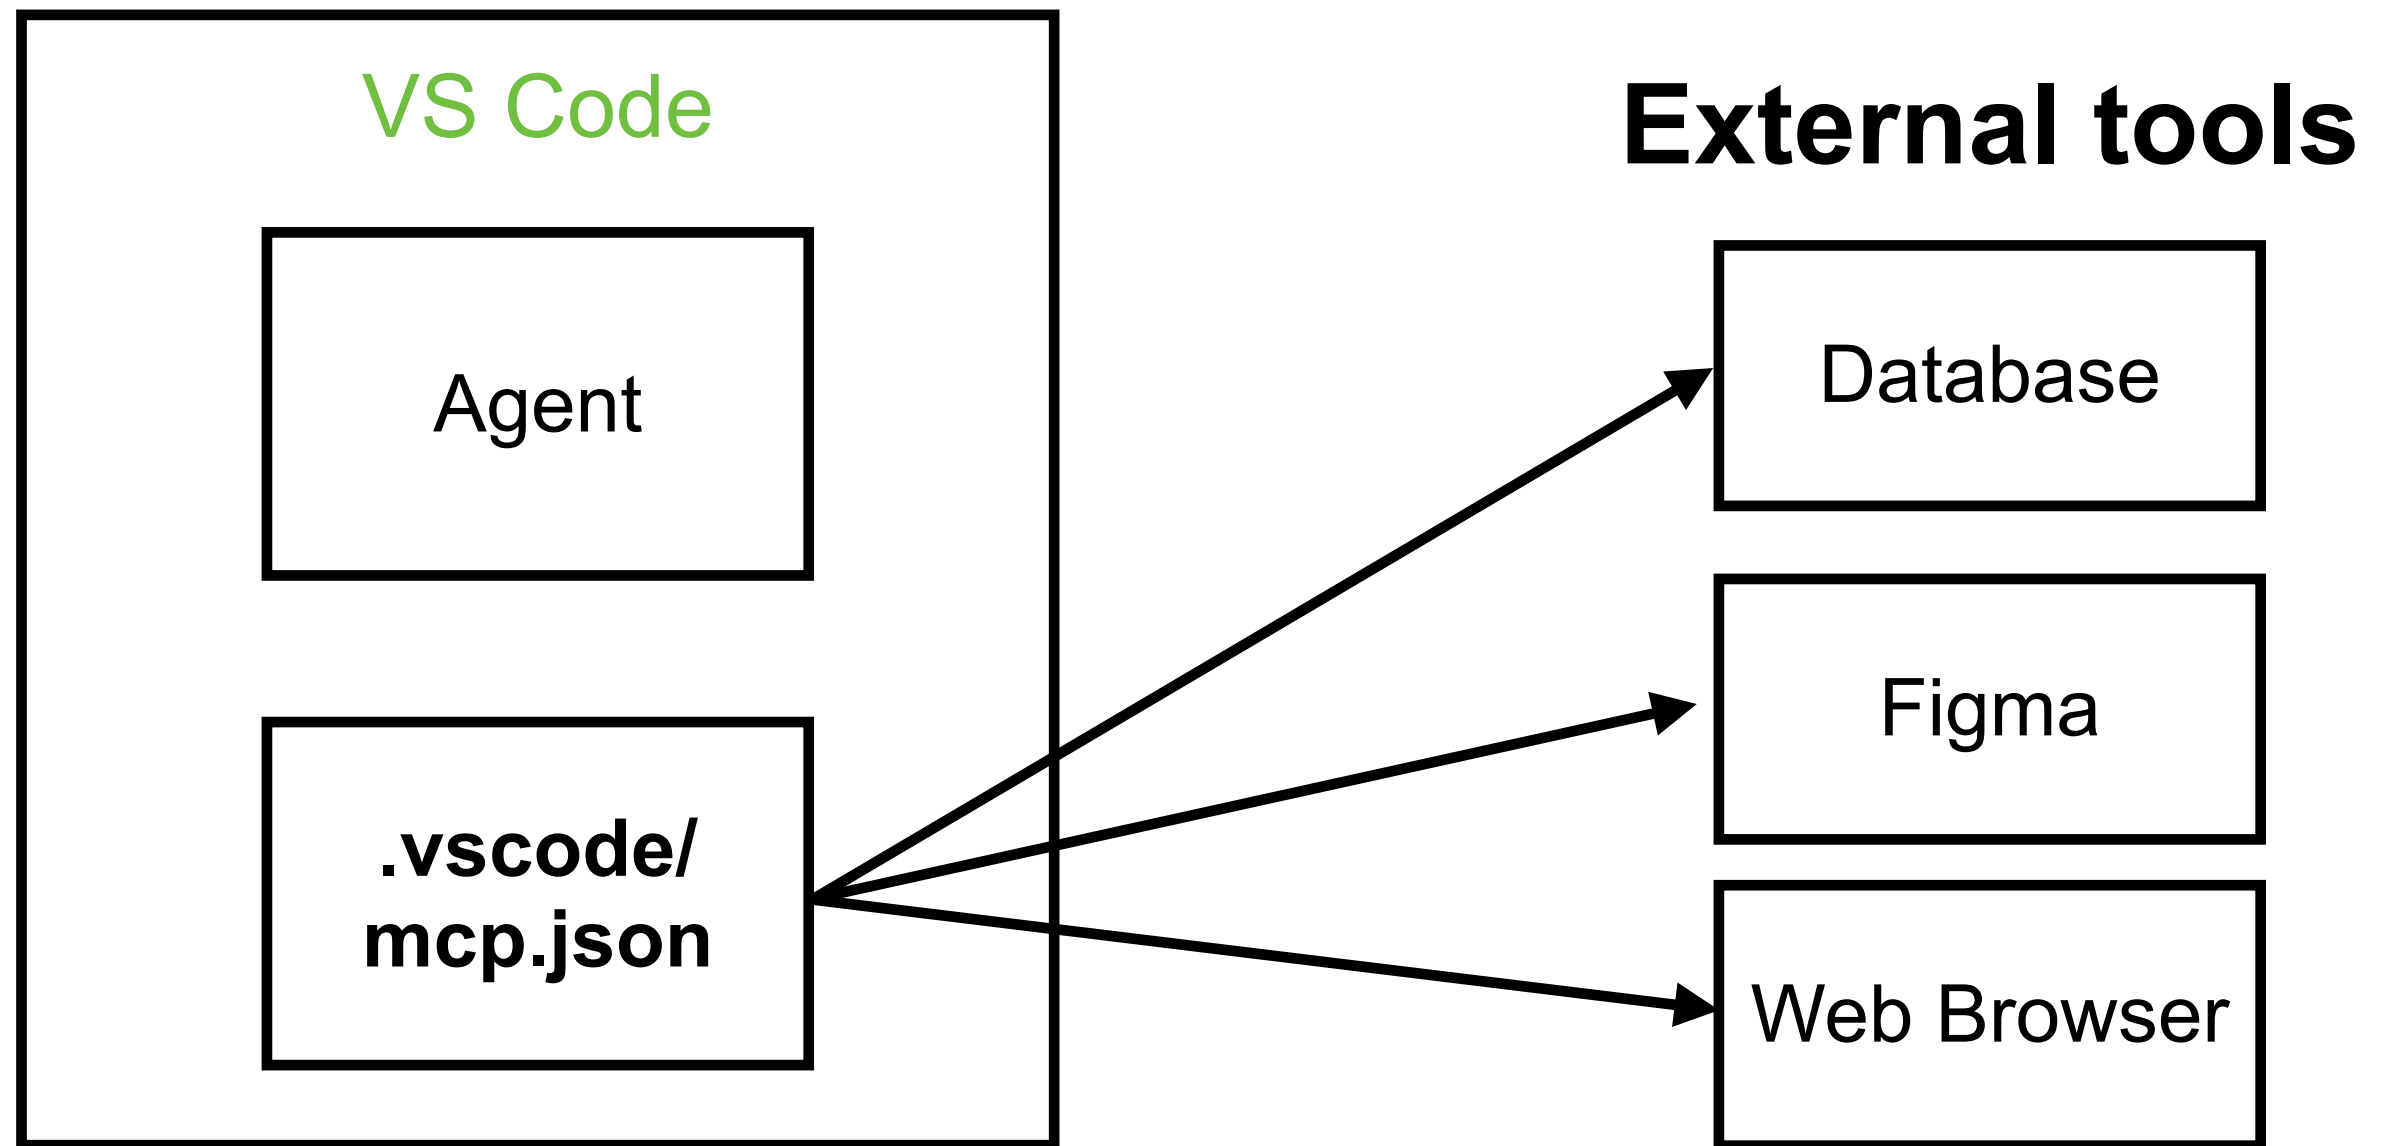 VS Code
Agent
.vscode/
mcp.json
External tools
Database
Figma
Web Browser